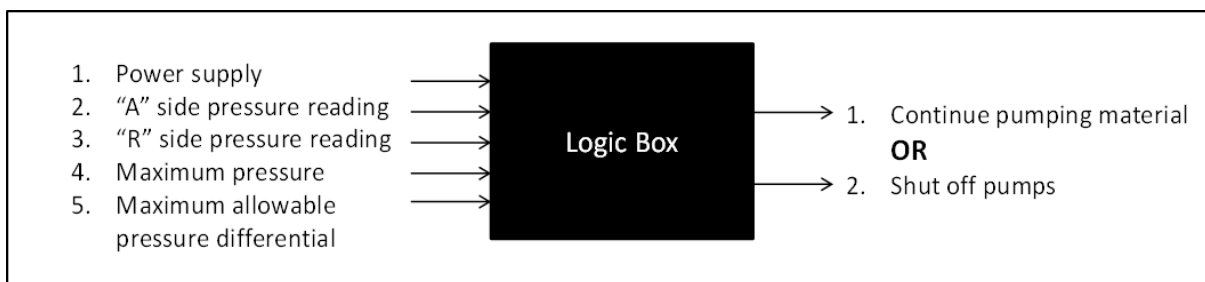 1. Power supply
2. “A” side pressure reading
3. “R” side pressure reading
4. Maximum pressure
5. Maximum allowable
pressure differential
Logic Box
1. Continue pumping material
OR
2. Shut off pumps